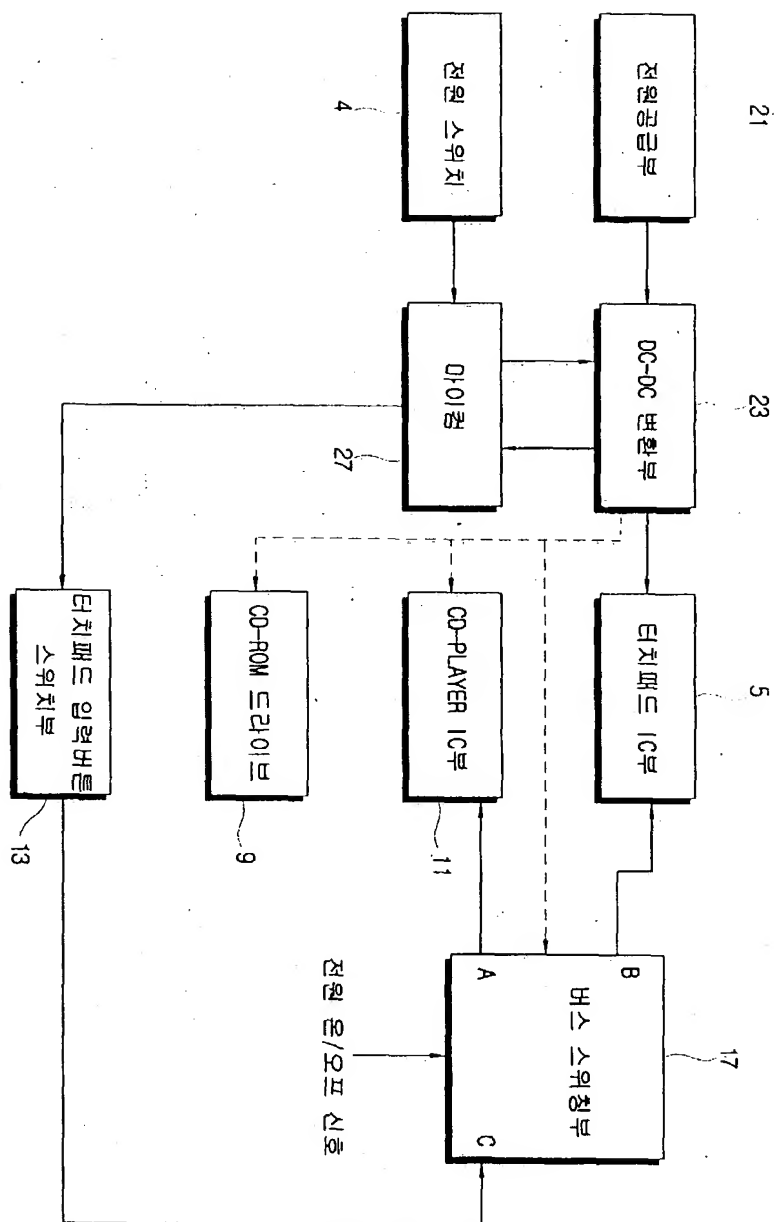 21
전원공급부
4
전원 스위치
23
DC-DC 변환부
27
마이컴
5
터치패드 IC부
11
CD-PLAYER IC부
9
CD-ROM 드라이브
13
터치패드 입력버튼
스위치부
17
버스 스위칭부
B
A
C
전원 온/오프 신호